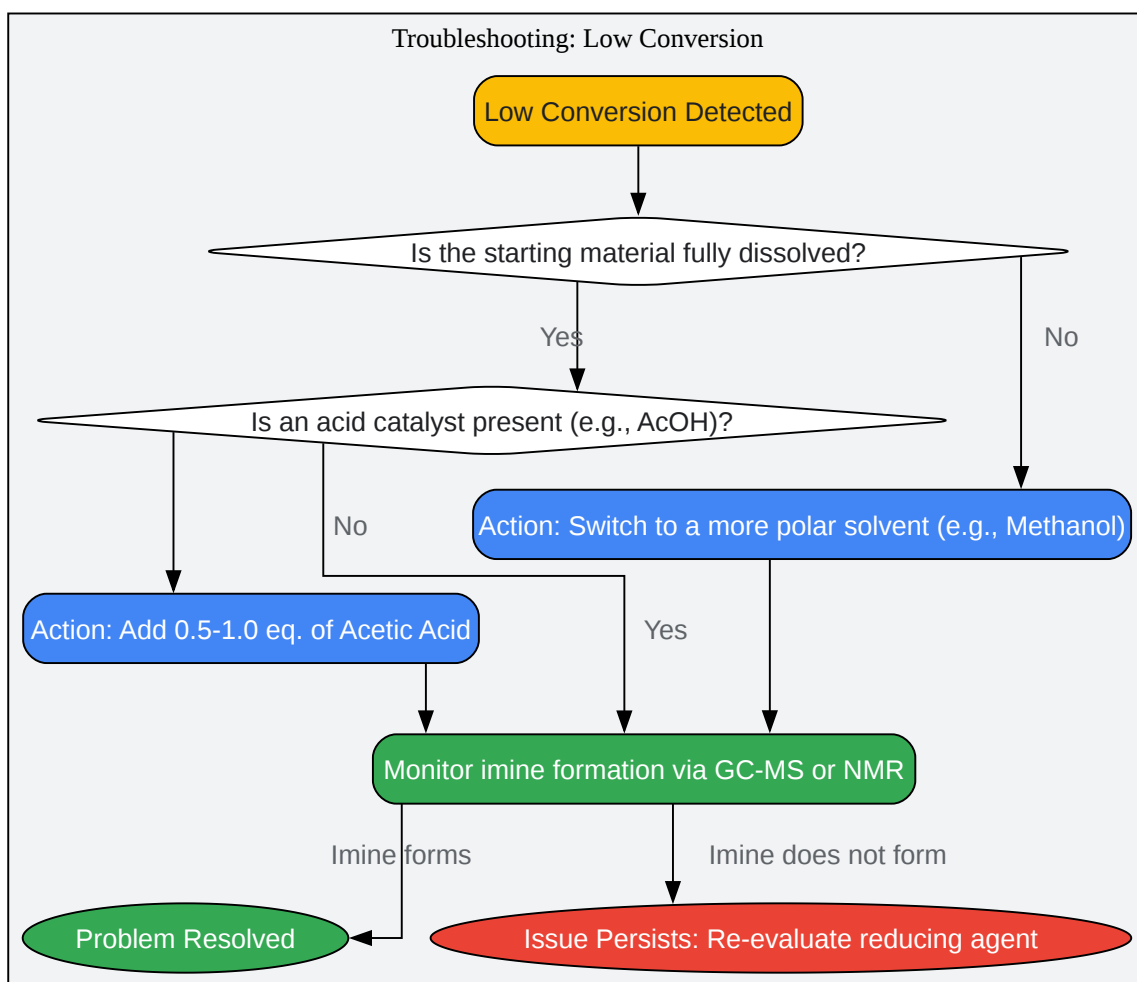 Troubleshooting: Low Conversion
Low Conversion Detected
Is the starting material fully dissolved?
Yes
No
Is an acid catalyst present (e.g., AcOH)?
No
Action: Switch to a more polar solvent (e.g., Methanol)
Action: Add 0.5-1.0 eq. of Acetic Acid
Yes
Monitor imine formation via GC-MS or NMR
Imine forms
Imine does not form
Problem Resolved
Issue Persists: Re-evaluate reducing agent